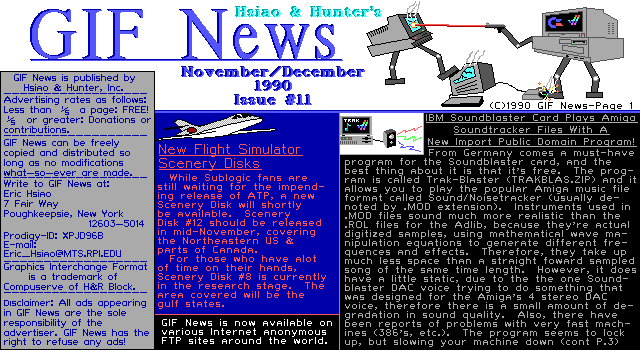 Hsiao & Hunter's
GIF News
November/December
1990
Issue #11
(C)1990 GIF News-Page 1
GIF News is published by
Hsiao & Hunter, Inc.
Advertising rates as follows:
Less than ⅙ a page: FREE!
⅙ or greater: Donations or
contributions.
GIF News can be freely
copied and distributed so
long as no modifications
what-so-ever are made.
Write to GIF News at:
Eric Hsiao
7 Fair Way
Poughkeepsie, New York
12603-5014
Prodigy-ID: XPJD96B
E-mail:
Eric_Hsiao@MTS.RPI.EDU
Graphics Interchange Format
is a trademark of
Compuserve of H&R Block.
Disclaimer: All ads appearing
in GIF News are the sole
responsibility of the
advertiser. GIF News has the
right to refuse any ads!
New Flight Simulator
Scenery Disks
While Sublogic fans are
still waiting for the impend-
ing release of ATP, a new
Scenery Disk will shortly
be available. Scenery
Disk #12 should be released
in mid-November, covering
the Northeastern US &
parts of Canada.
For those who have alot
of time on their hands,
Scenery Disk #8 is currently
in the research stage. The
area covered will be the
gulf states.
GIF News is now available on
various Internet anonymous
FTP sites around the world.
TRAK
IBM Soundblaster Card Plays Amiga
Soundtracker Files With A
New Import Public Domain Program!
From Germany comes a must-have
program for the Soundblaster card, and the
best thing about it is that it's free. The pro-
gram is called Trak-Blaster (TRAKBLAS.ZIP) and it
allows you to play the popular Amiga music file
format called Sound/Noisetracker (usually de-
noted by .MOD extension). Instruments used in
.MOD files sound much more realistic than the
.ROL files for the Adlib, because they're actual
digitized samples, using mathematical wave ma-
nipulation equations to generate different fre-
quences and effects. Therefore, they take up
much less space than a straight foward sampled
song of the same time length. However, it does
have a little static, due to the the one Sound-
blaster DAC voice trying to do something that
was designed for the Amiga's 4 stereo DAC
voice, therefore there is a small amount of de-
gradation in sound quality. Also, there have
been reports of problems with very fast mach-
ines (386's, etc.). The program seems to lock
up, but slowing your machine down (cont P.3)